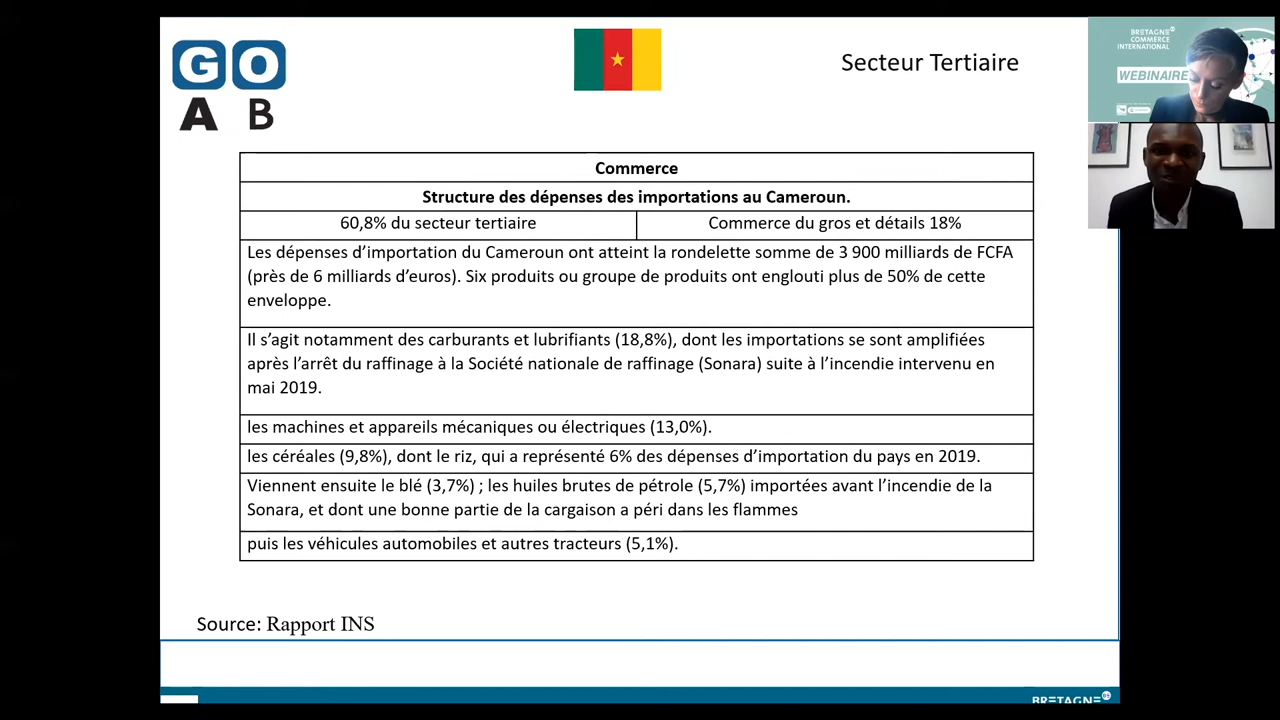 GO
A B
Secteur Tertiaire
BRETAGNE
COMMERCE
INTERNATIONAL
WEBINAIRE
Commerce
Structure des dépenses des importations au Cameroun.
60,8% du secteur tertiaire
Commerce du gros et détails 18%
Les dépenses d’importation du Cameroun ont atteint la rondelette somme de 3 900 milliards de FCFA
(près de 6 milliards d’euros). Six produits ou groupe de produits ont englouti plus de 50% de cette
enveloppe.
Il s’agit notamment des carburants et lubrifiants (18,8%), dont les importations se sont amplifiées
après l’arrêt du raffinage à la Société nationale de raffinage (Sonara) suite à l’incendie intervenu en
mai 2019.
les machines et appareils mécaniques ou électriques (13,0%).
les céréales (9,8%), dont le riz, qui a représenté 6% des dépenses d’importation du pays en 2019.
Viennent ensuite le blé (3,7%) ; les huiles brutes de pétrole (5,7%) importées avant l’incendie de la
Sonara, et dont une bonne partie de la cargaison a péri dans les flammes
puis les véhicules automobiles et autres tracteurs (5,1%).
Source: Rapport INS
BRETAGNE